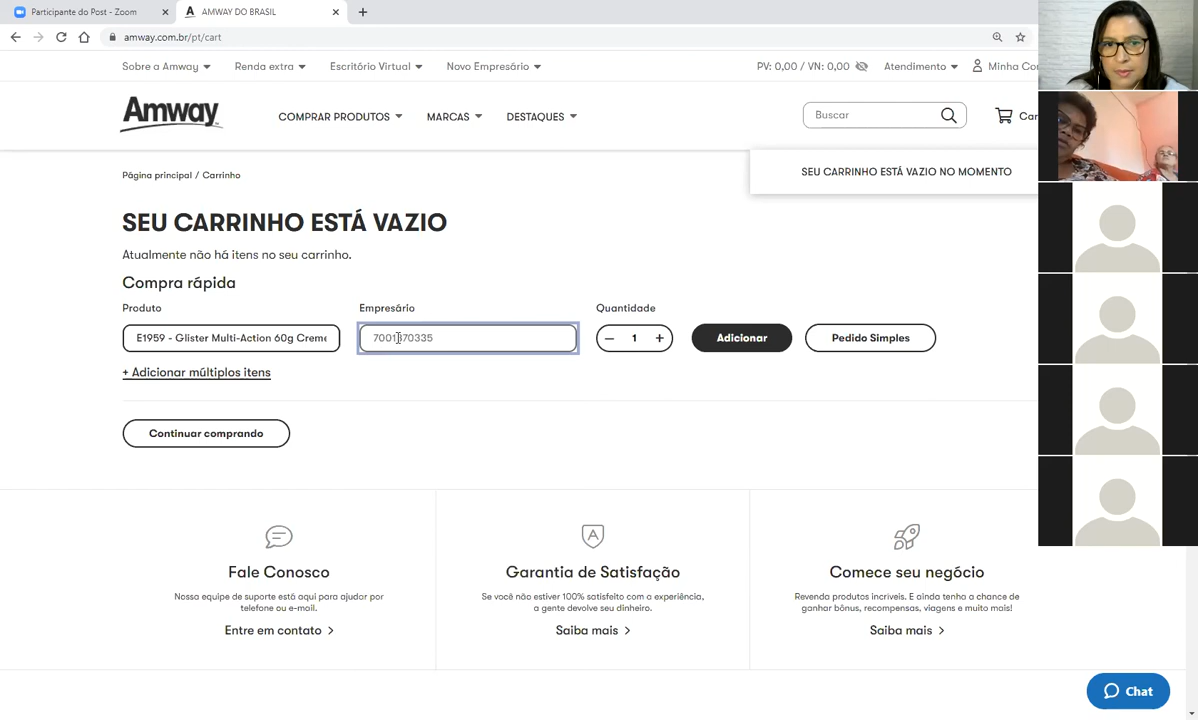 Participante do Post - Zoom
AMWAY DO BRASIL
amway.com.br/pt/cart
Sobre a Amway
Renda extra
Escritório Virtual
Novo Empresário
PV: 0,00 / VN: 0,00
Atendimento
Minha Con
Amway
COMPRAR PRODUTOS
MARCAS
DESTAQUES
Buscar
Car
Página principal / Carrinho
SEU CARRINHO ESTÁ VAZIO NO MOMENTO
SEU CARRINHO ESTÁ VAZIO
Atualmente não há itens no seu carrinho.
Compra rápida
Produto
Empresário
Quantidade
E1959 - Glister Multi-Action 60g Creme
1
Adicionar
Pedido Simples
+ Adicionar múltiplos itens
Continuar comprando
Fale Conosco
Nossa equipe de suporte está aqui para ajudar por
telefone ou e-mail.
Entre em contato
Garantia de Satisfação
Se você não estiver 100% satisfeito com a experiência,
a gente devolve seu dinheiro.
Saiba mais
Comece seu negócio
Revenda produtos incríveis. E ainda tenha a chance de
ganhar bônus, recompensas, viagens e muito mais!
Saiba mais
Chat